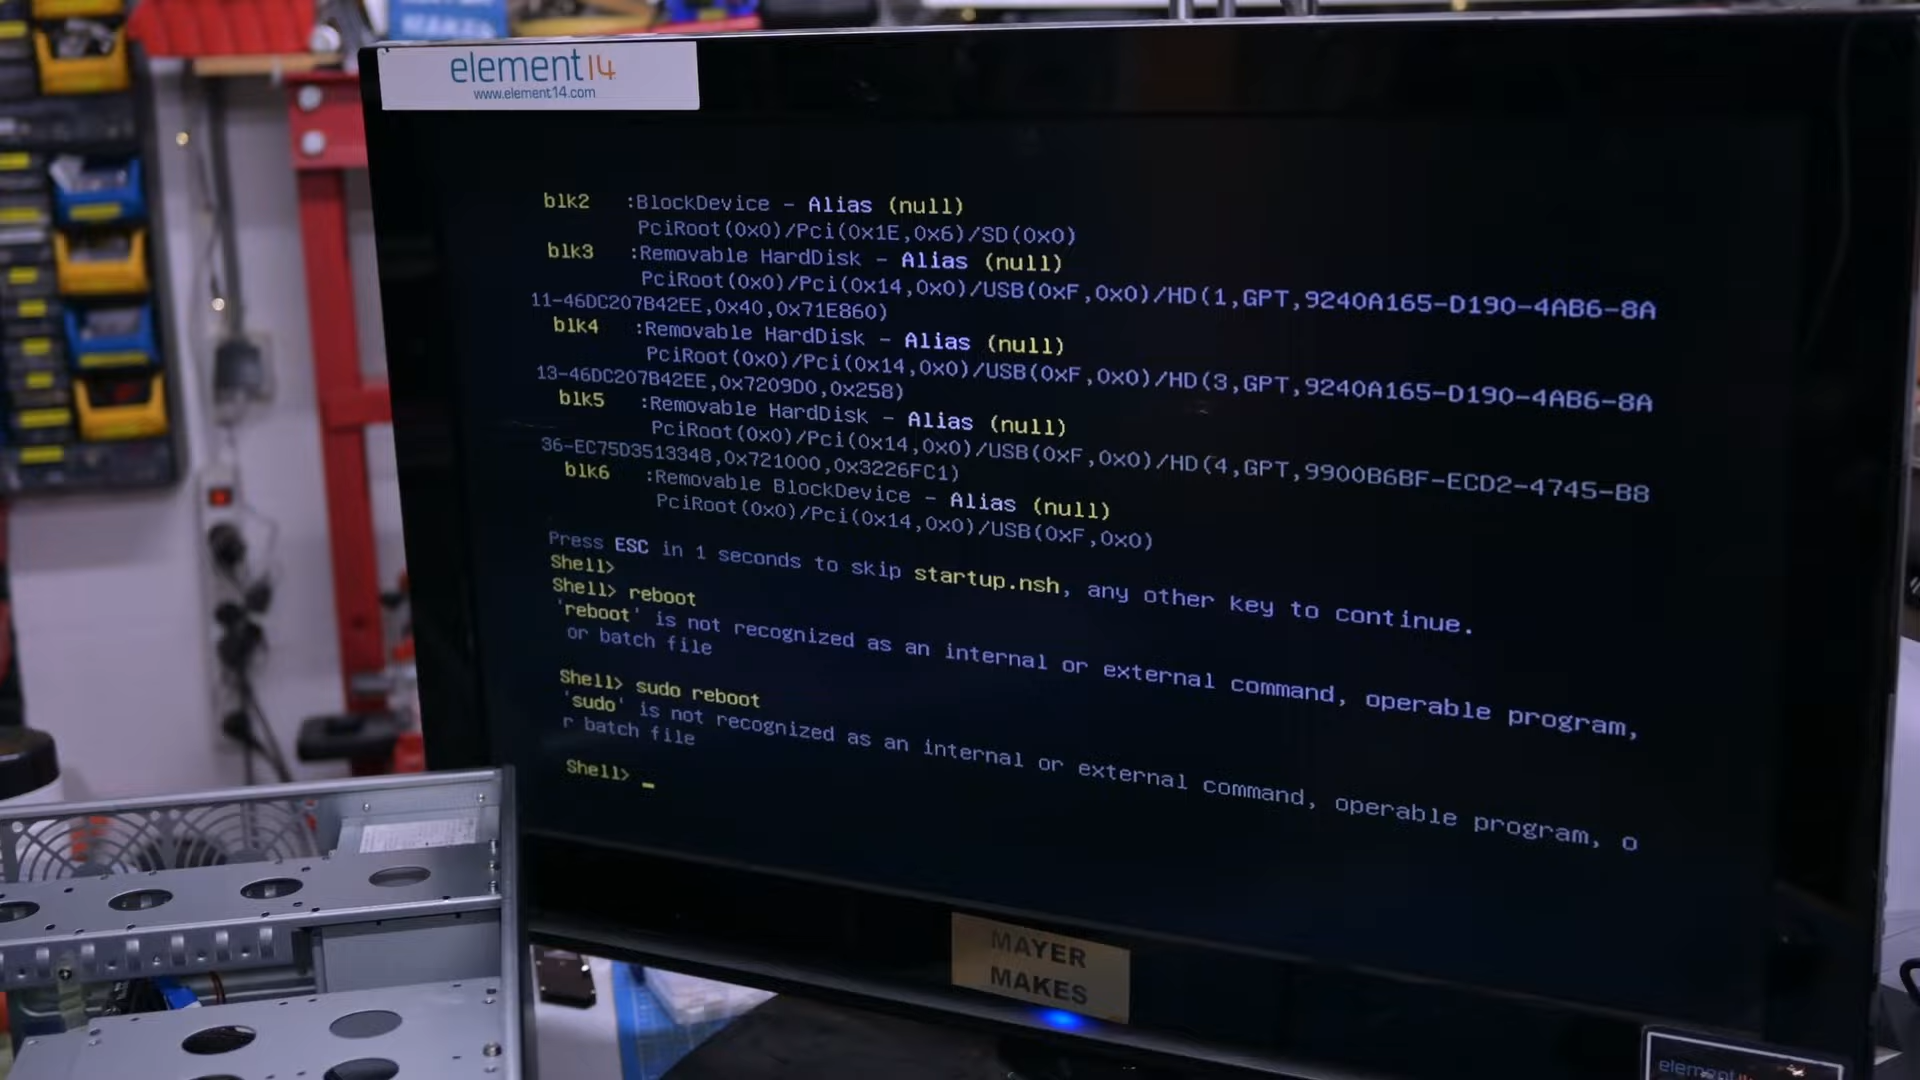 element14
www.element14.com
blk2 :BlockDevice - Alias (null)
PciRoot(0x0)/Pci(0x1E,0x6)/SD(0x0)
blk3 :Removable HardDisk - Alias (null)
PciRoot(0x0)/Pci(0x14,0x0)/USB(0xF,0x0)/HD(1,GPT,9240A165-D190-4AB6-8A
11-46DC207B42EE,0x40,0x71E860)
blk4 :Removable HardDisk - Alias (null)
PciRoot(0x0)/Pci(0x14,0x0)/USB(0xF,0x0)/HD(3,GPT,9240A165-D190-4AB6-8A
13-46DC207B42EE,0x7209D0,0x258)
blk5 :Removable HardDisk - Alias (null)
PciRoot(0x0)/Pci(0x14,0x0)/USB(0xF,0x0)/HD(4,GPT,9900B6BF-ECD2-4745-B8
36-EC75D3513348,0x721000,0x3226FC1)
blk6 :Removable BlockDevice - Alias (null)
PciRoot(0x0)/Pci(0x14,0x0)/USB(0xF,0x0)
Press ESC in 1 seconds to skip startup.nsh, any other key to continue.
Shell>
Shell> reboot
'reboot' is not recognized as an internal or external command, operable program,
or batch file
Shell> sudo reboot
'sudo' is not recognized as an internal or external command, operable program, o
r batch file
Shell> _
MAYER
MAKES